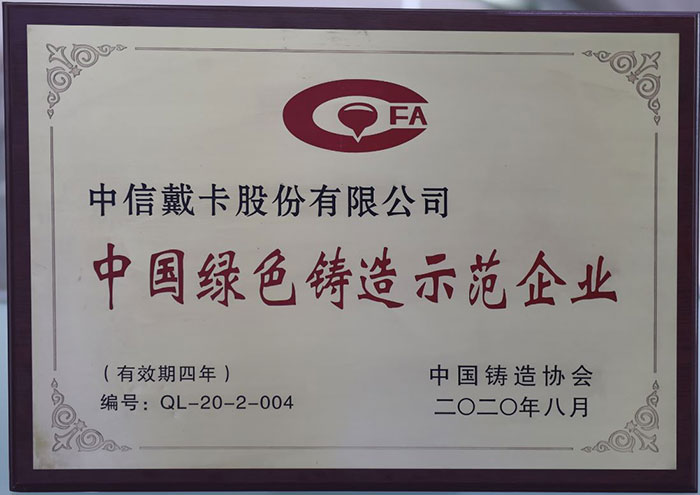 FA
中信戴卡股份有限公司
中国绿色铸造示范企业
（有效期四年）
编号：QL-20-2-004
中国铸造协会
二〇二〇年八月